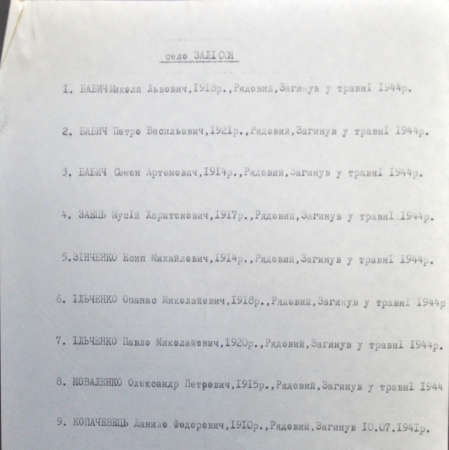 село ЗАЛІССЯ
1. БАБИЧ Микола Львович,1918р.,Рядовий,Загинув у травні 1944р.
2. БАБИЧ Петро Васильович,1921р.,Рядовий,Загинув у травні 1944р.
3. БАБИЧ Семен Артемович,1914р.,Рядовий,Загинув у травні 1944р.
4. ЗАЄЦЬ Мусій Харитонович,1917р.,Рядовий,Загинув у травні 1944р.
5.ЗІНЧЕНКО Есип Михайлович,1914р.,Рядовий,Загинув у травні 1944р.
6. ІЛЬЧЕНКО Опанас Миколайович,1918р.,Рядовий,Загинув у травні 1944р
7. ІЛЬЧЕНКО Павло Миколайович,1920р.,Рядовий,Загинув у травні 1944р.
8. КОВАЛЕНКО Олександр Петрович,1915р.,Рядовий,Загинув у травні 1944
9. КОПАЧЕВЕЦЬ Данило Федорович,1910р.,Рядовий,Загинув 10.07.1941р.